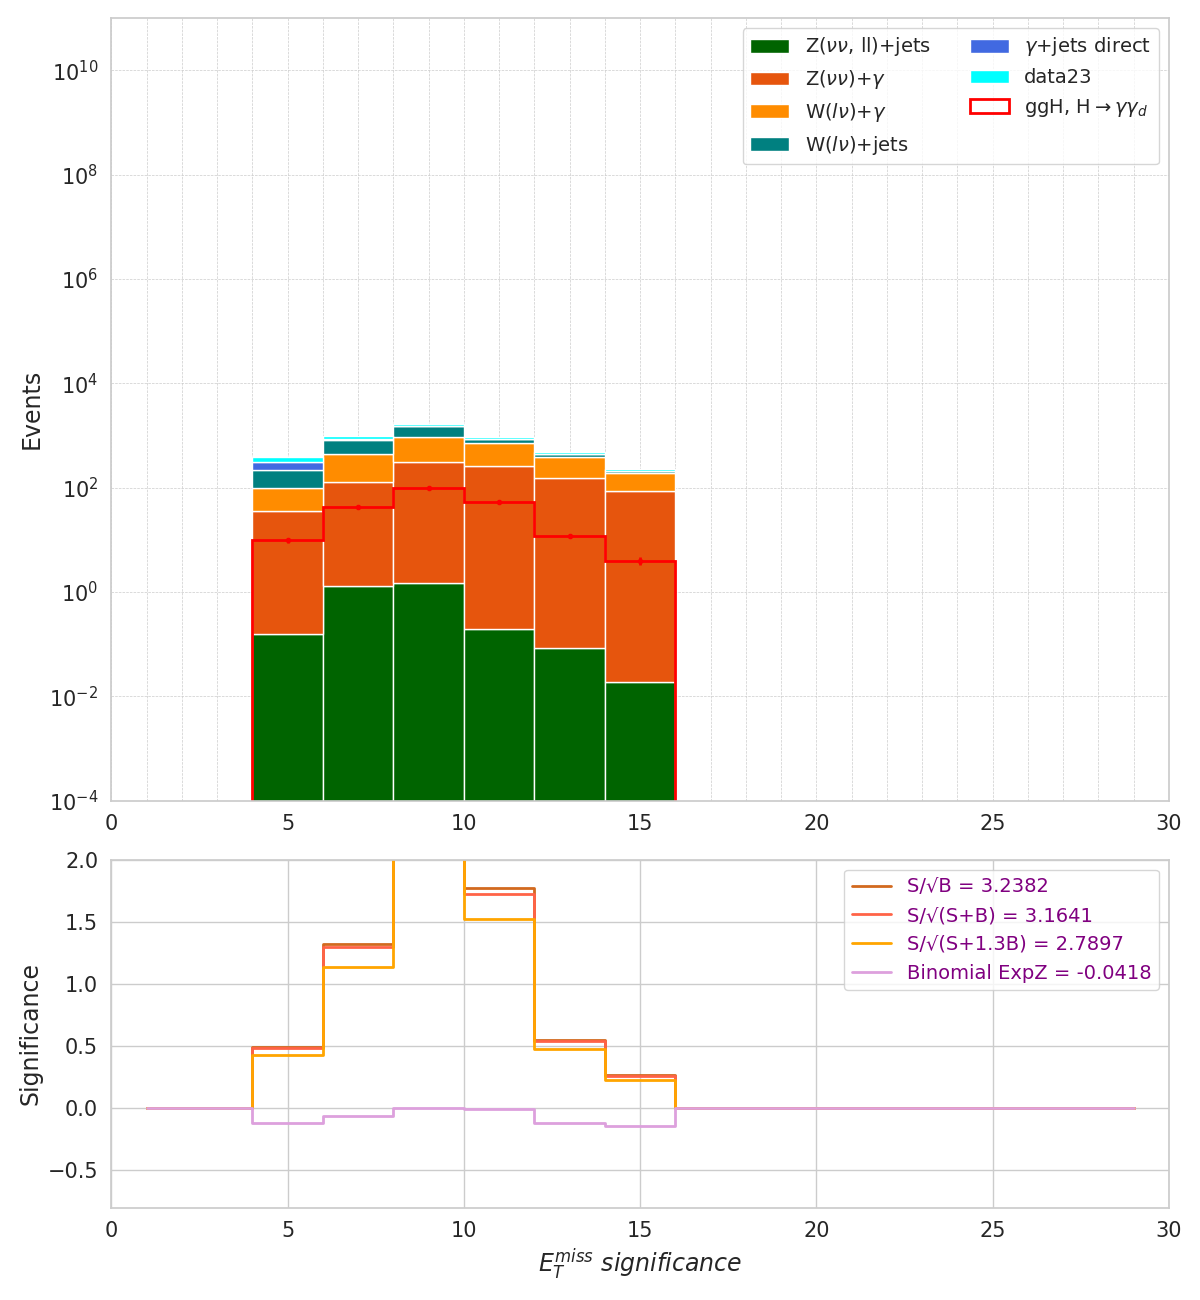 Z(νν, ll)+jets
Z(νν)+γ
W(lν)+γ
W(lν)+jets
γ+jets direct
data23
ggH, H→γγ_d
Events
10^10
10^8
10^6
10^4
10^2
10^0
10^−2
10^−4
0 5 10 15 20 25 30
S/√B = 3.2382
S/√(S+B) = 3.1641
S/√(S+1.3B) = 2.7897
Binomial ExpZ = -0.0418
Significance
2.0
1.5
1.0
0.5
0.0
−0.5
0 5 10 15 20 25 30
E_T^miss significance